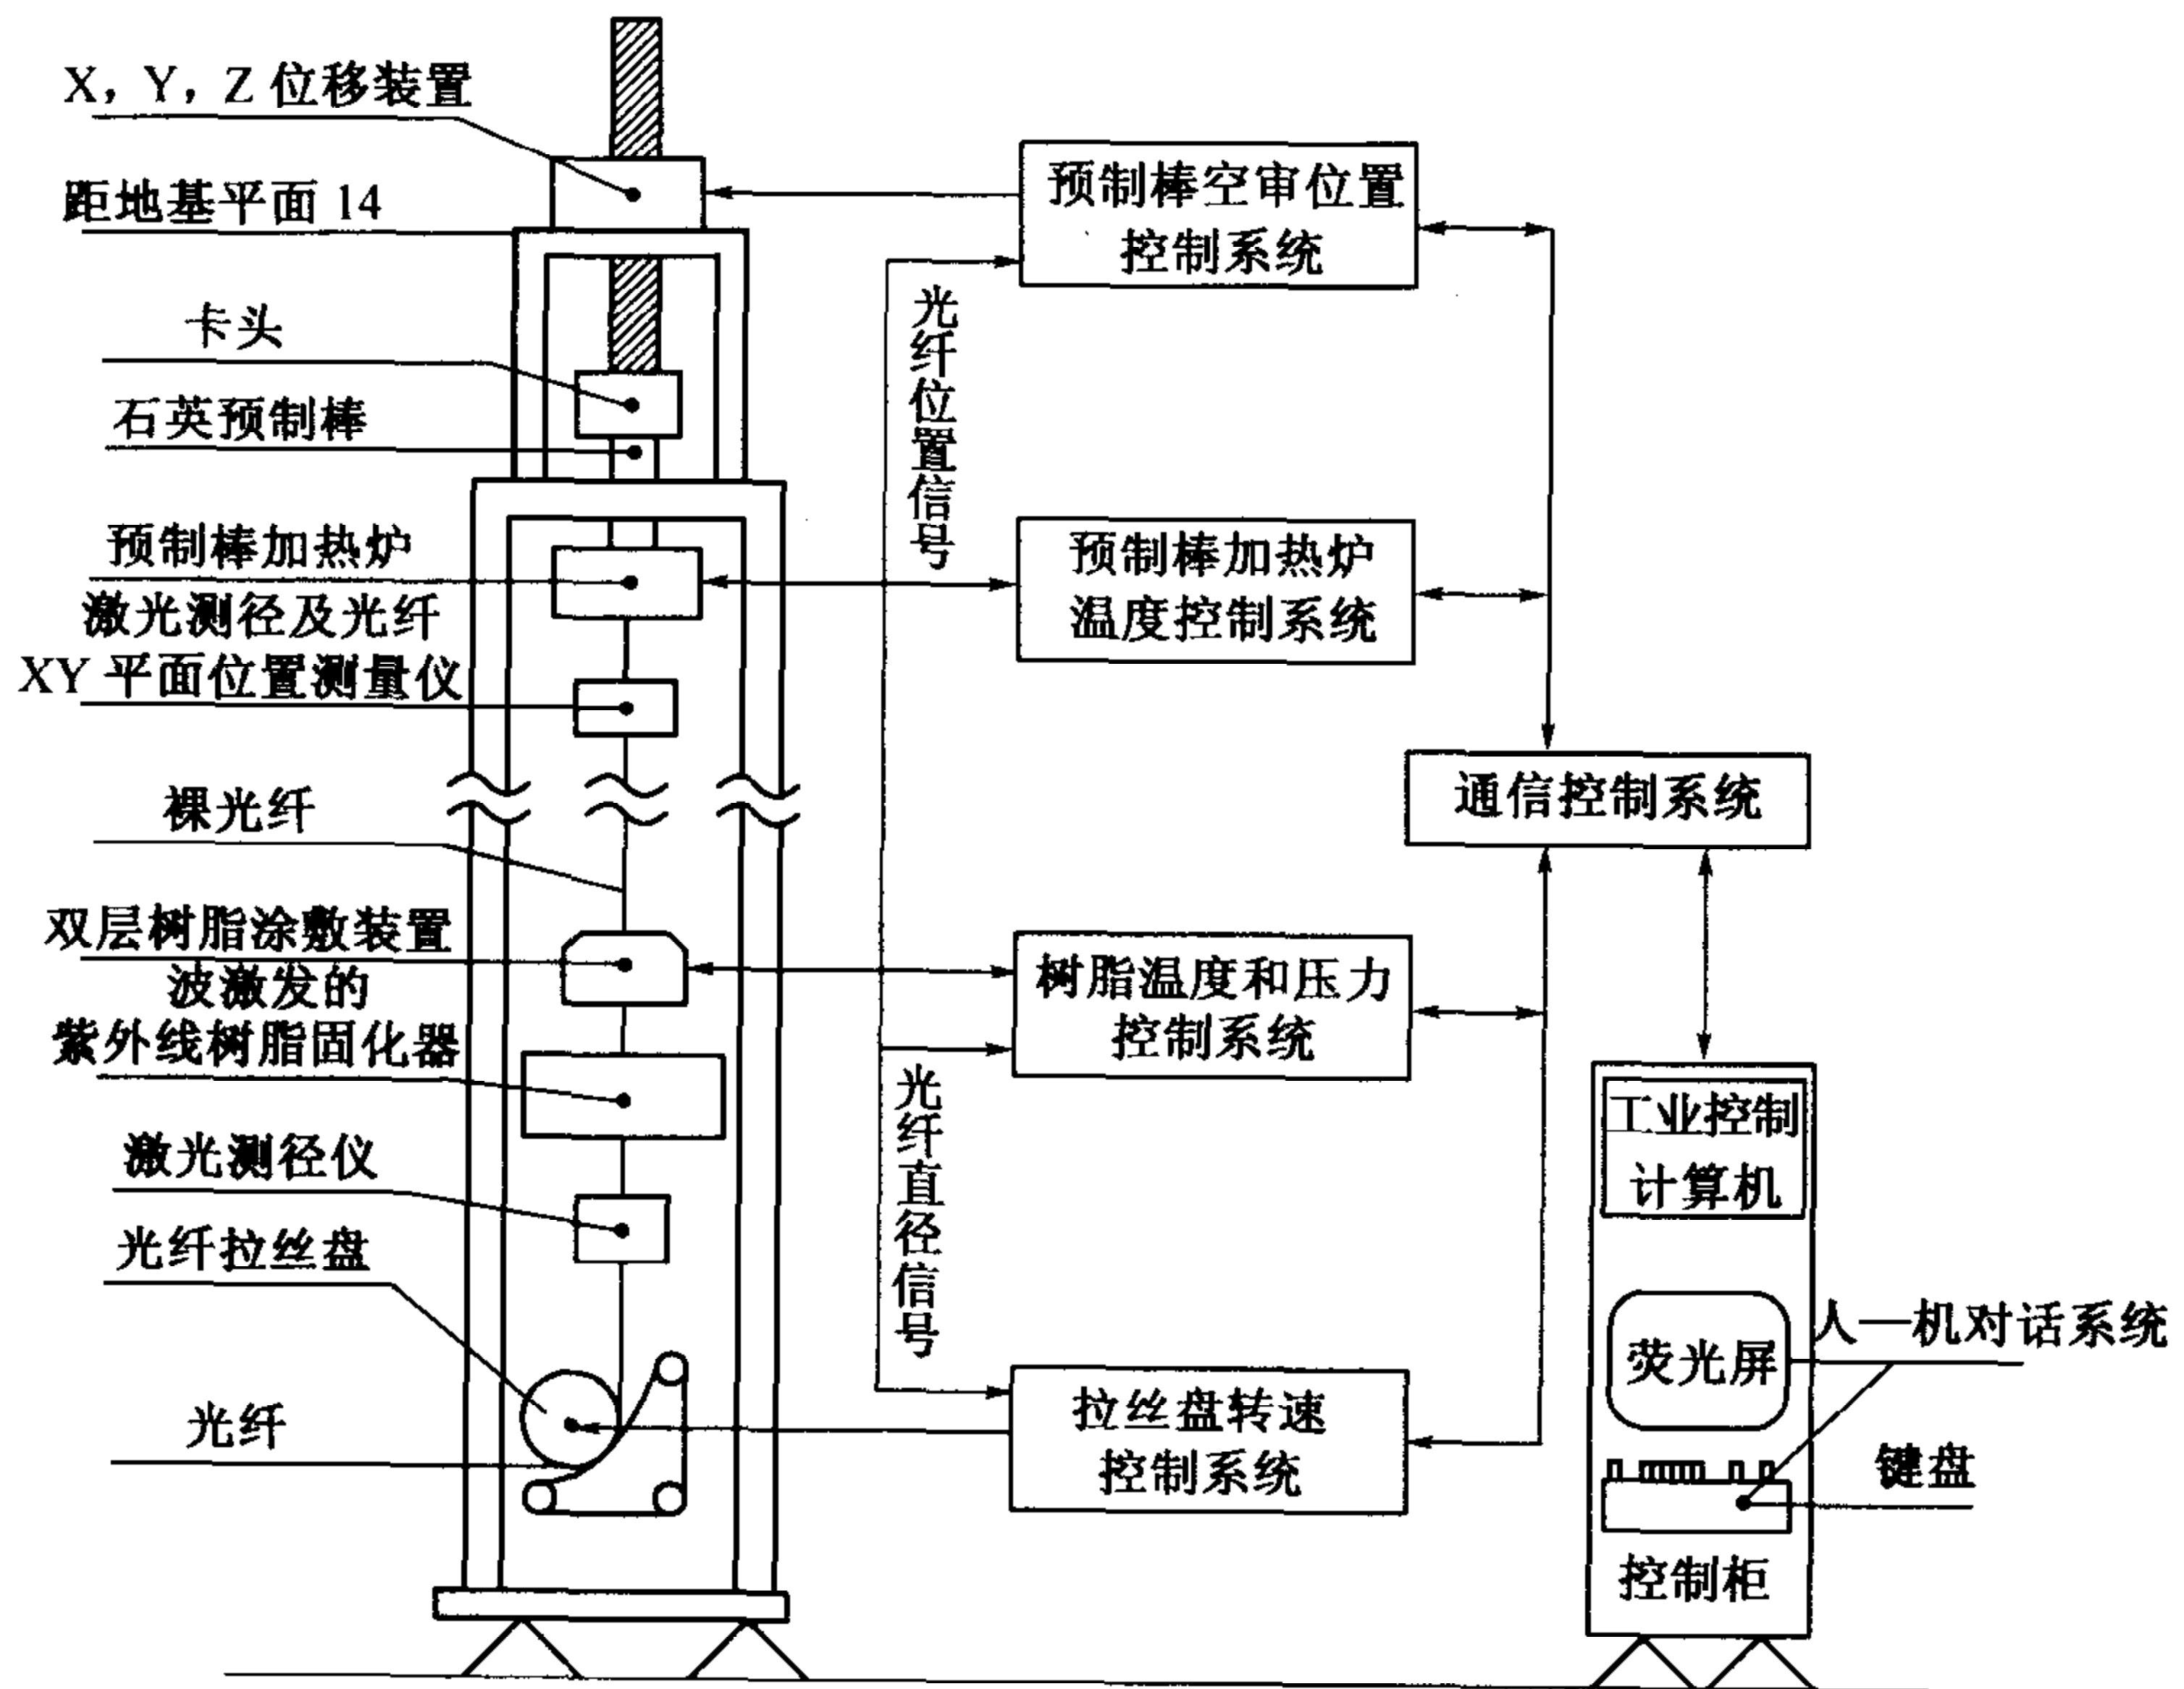 X，Y，Z 位移装置
距地基平面 14
卡头
石英预制棒
预制棒加热炉
激光测径及光纤
XY 平面位置测量仪
裸光纤
双层树脂涂敷装置
波激发的
紫外线树脂固化器
激光测径仪
光纤拉丝盘
光纤
光纤位置信号
光纤直径信号
预制棒空审位置
控制系统
预制棒加热炉
温度控制系统
树脂温度和压力
控制系统
拉丝盘转速
控制系统
通信控制系统
工业控制
计算机
荧光屏
人—机对话系统
键盘
控制柜